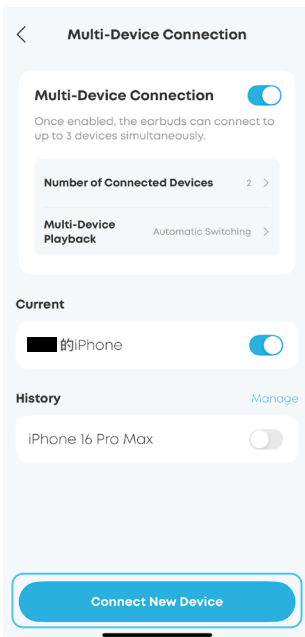 Multi-Device Connection
Multi-Device Connection
Once enabled, the earbuds can connect to
up to 3 devices simultaneously.
Number of Connected Devices 2
Multi-Device
Playback
Automatic Switching
Current
的iPhone
History Manage
iPhone 16 Pro Max
Connect New Device